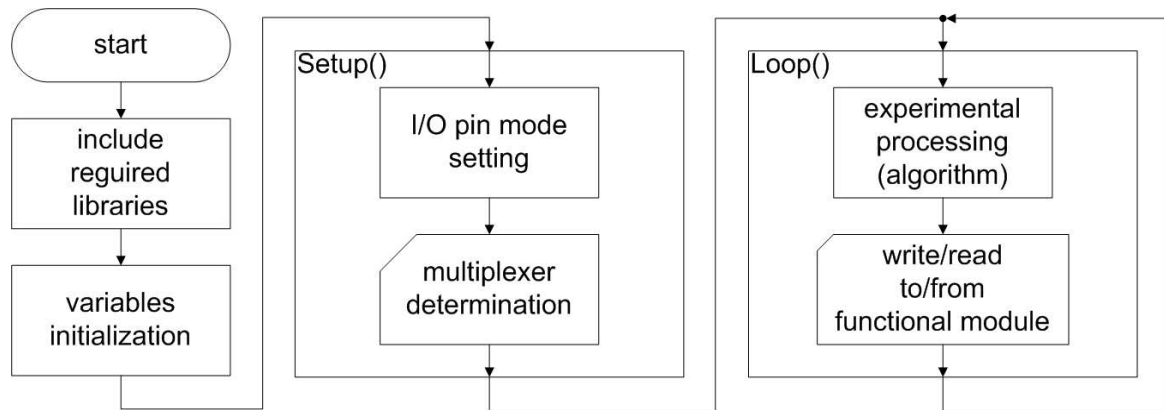 start
include
reguired
libraries
variables
initialization
Setup()
I/O pin mode
setting
multiplexer
determination
Loop()
experimental
processing
(algorithm)
write/read
to/from
functional module